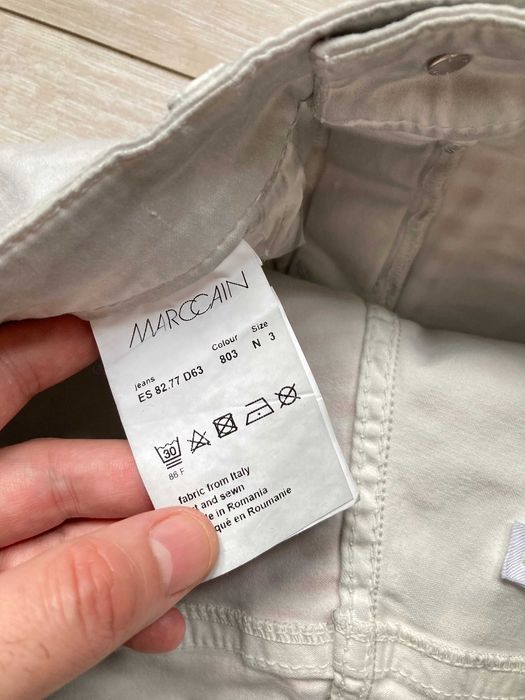 MARCCAIN
jeans Colour Size
ES 82.77 D63 803 N 3
30
86 F
fabric from Italy
and sewn
in Romania
en Roumanie